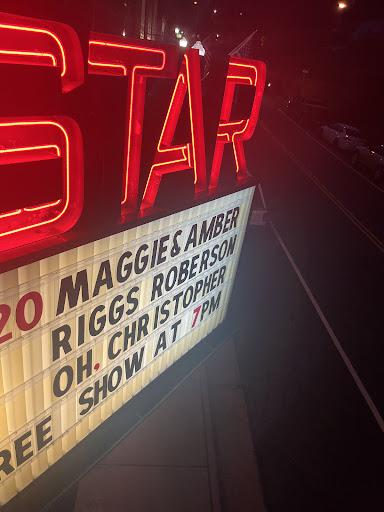 STAR
20 MAGGIE & AMBER
RIGGS ROBERSON
OH, CHRISTOPHER
REE SHOW AT 7PM